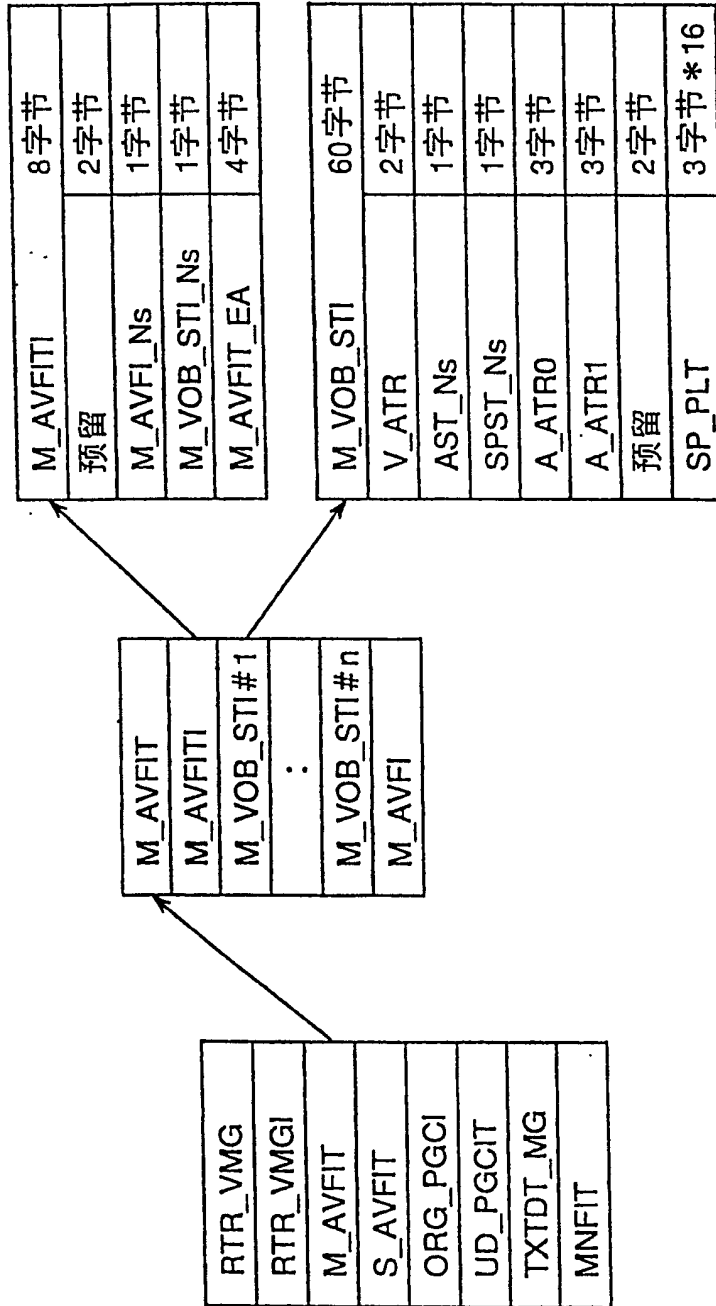 RTR_VMG
RTR_VMGI
M_AVFIT
S_AVFIT
ORG_PGCI
UD_PGCIT
TXTDT_MG
MNFIT
M_AVFIT
M_AVFITI
M_VOB_STI#1
:
M_VOB_STI#n
M_AVFI
M_AVFITI 8字节
预留 2字节
M_AVFI_Ns 1字节
M_VOB_STI_Ns 1字节
M_AVFIT_EA 4字节
M_VOB_STI 60字节
V_ATR 2字节
AST_Ns 1字节
SPST_Ns 1字节
A_ATR0 3字节
A_ATR1 3字节
预留 2字节
SP_PLT 3字节*16